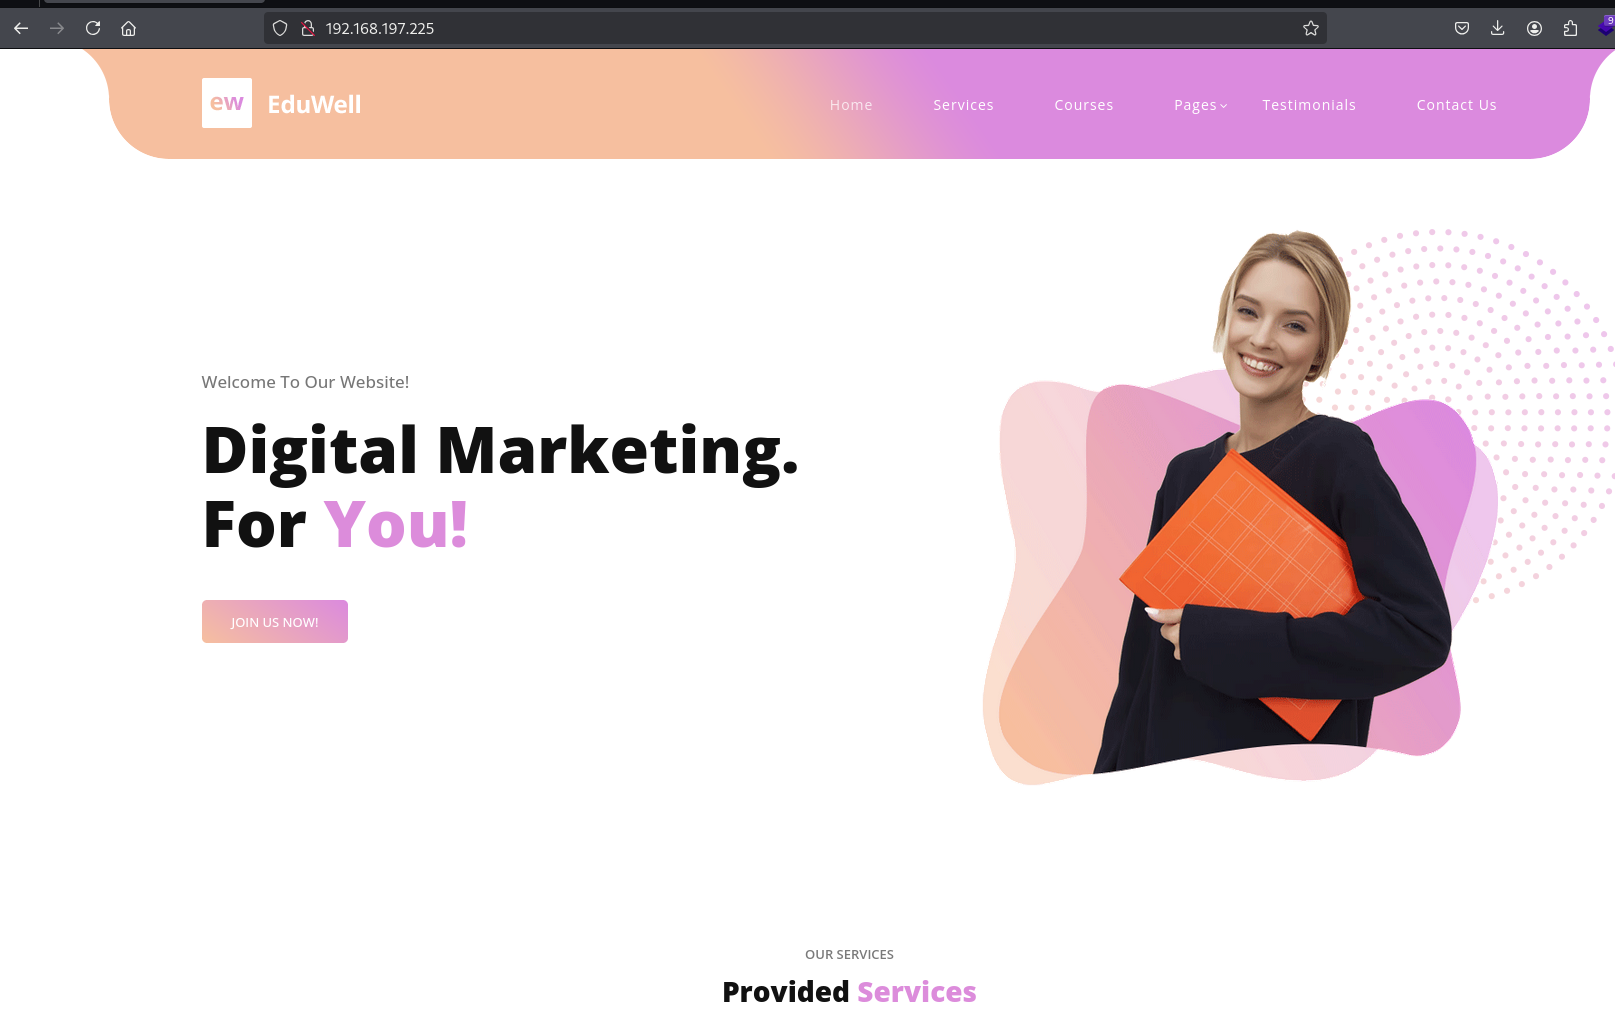 192.168.197.225
9
ew EduWell
Home Services Courses Pages Testimonials Contact Us
Welcome To Our Website!
Digital Marketing.
For You!
JOIN US NOW!
OUR SERVICES
Provided Services